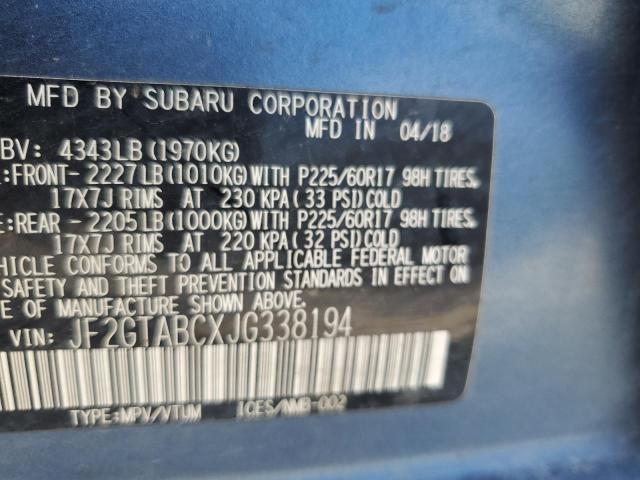 MFD BY SUBARU CORPORATION
MFD IN 04/18
BV: 4343LB(1970KG)
:FRONT- 2227LB(1010KG)WITH P225/60R17 98H TIRES,
17X7J RIMS AT 230 KPA(33 PSI)COLD
E:REAR - 2205LB(1000KG)WITH P225/60R17 98H TIRES,
17X7J RIMS AT 220 KPA(32 PSI)COLD
HICLE CONFORMS TO ALL APPLICABLE FEDERAL MOTOR
SAFETY AND THEFT PREVENTION STANDARDS IN EFFECT ON
E OF MANUFACTURE SHOWN ABOVE.
VIN: JF2GTABCXJG338194
TYPE:MPV/VTUM ICES/NMB-002